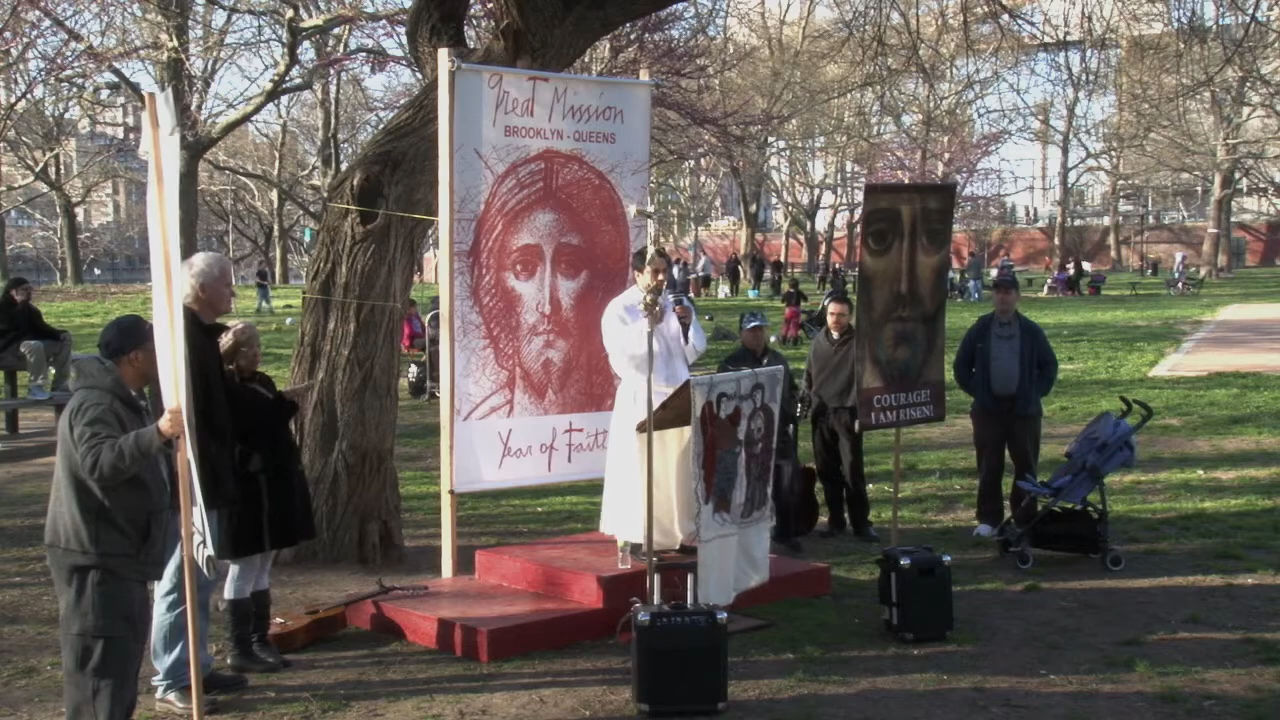 Great Mission
BROOKLYN - QUEENS
Year of Faith
COURAGE!
I AM RISEN!